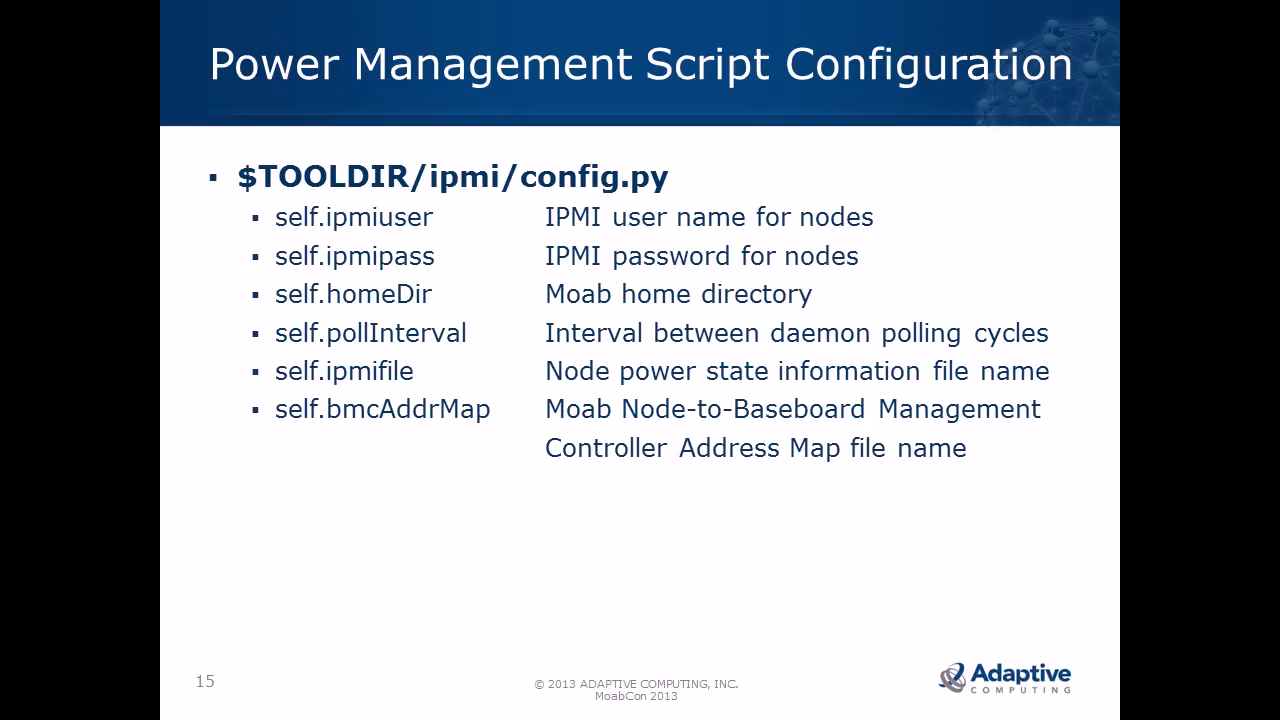 Power Management Script Configuration
▪ $TOOLDIR/ipmi/config.py
▪ self.ipmiuser IPMI user name for nodes
▪ self.ipmipass IPMI password for nodes
▪ self.homeDir Moab home directory
▪ self.pollInterval Interval between daemon polling cycles
▪ self.ipmifile Node power state information file name
▪ self.bmcAddrMap Moab Node-to-Baseboard Management
Controller Address Map file name
15
© 2013 ADAPTIVE COMPUTING, INC.
MoabCon 2013
Adaptive
COMPUTING